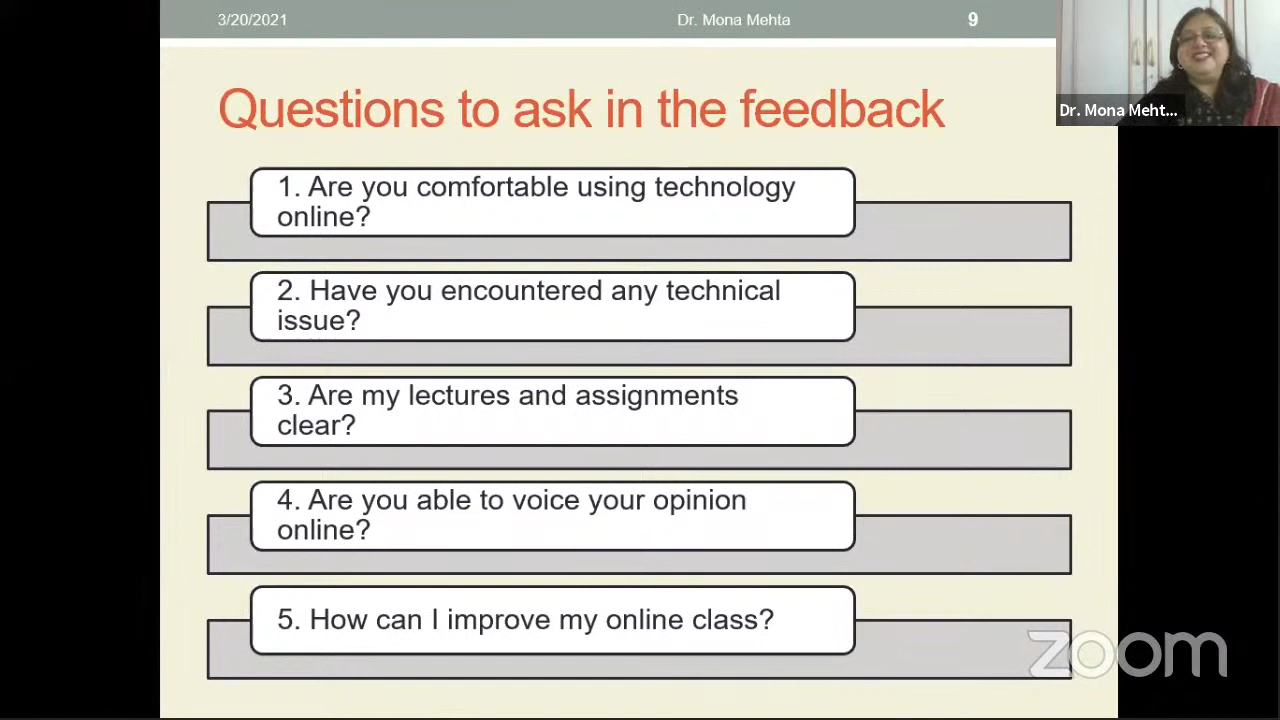 3/20/2021
Dr. Mona Mehta
9
Dr. Mona Meht...
Questions to ask in the feedback
1. Are you comfortable using technology
online?
2. Have you encountered any technical
issue?
3. Are my lectures and assignments
clear?
4. Are you able to voice your opinion
online?
5. How can I improve my online class?
zoom